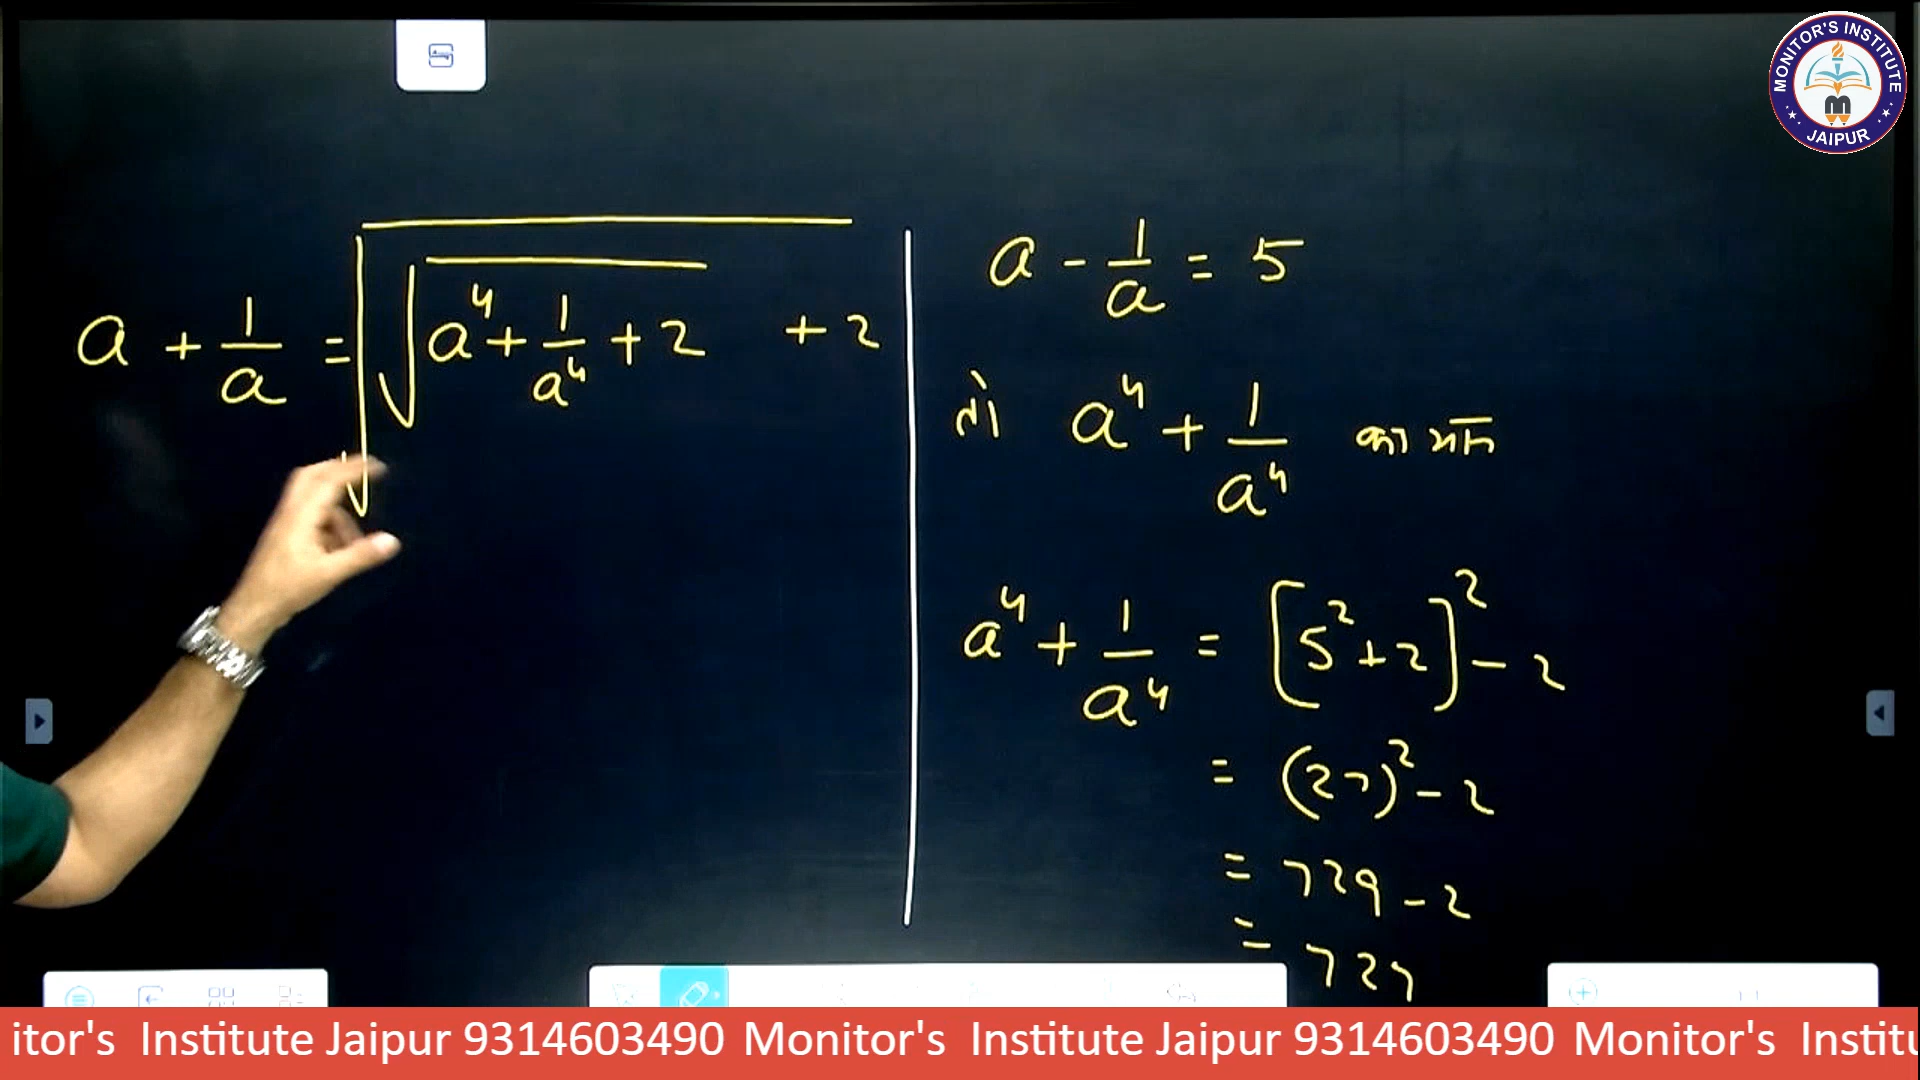 MONITOR'S INSTITUTE
JAIPUR
a + 1/a = √(√(a⁴ + 1/a⁴ + 2) + 2)
a - 1/a = 5
तो a⁴ + 1/a⁴ का मान
a⁴ + 1/a⁴ = [5² + 2]² - 2
= (27)² - 2
= 729 - 2
= 727
itor's Institute Jaipur 9314603490 Monitor's Institute Jaipur 9314603490 Monitor's Institu